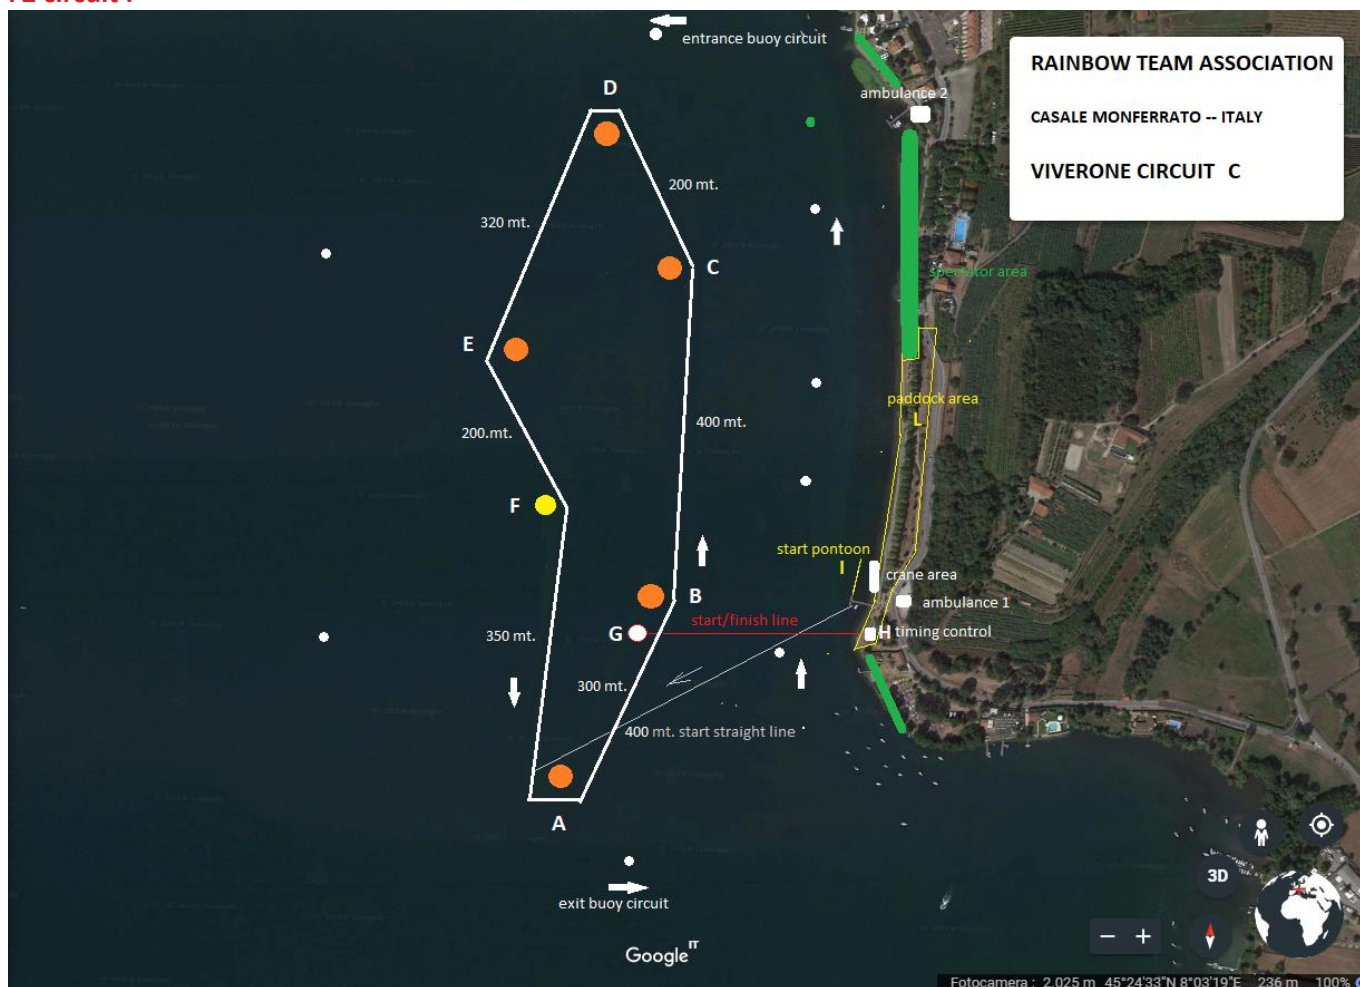 entrance buoy circuit
RAINBOW TEAM ASSOCIATION
CASALE MONFERRATO -- ITALY
VIVERONE CIRCUIT C
ambulance 2
D
200 mt.
320 mt.
C
spectator area
E
paddock area
L
400 mt.
200.mt.
F
start pontoon
I
crane area
B
ambulance 1
start/finish line
G
H timing control
350 mt.
300 mt.
400 mt. start straight line
A
exit buoy circuit
3D
Google
IT
Fotocamera : 2.025 m 45°24'33"N 8°03'19"E 236 m 100%